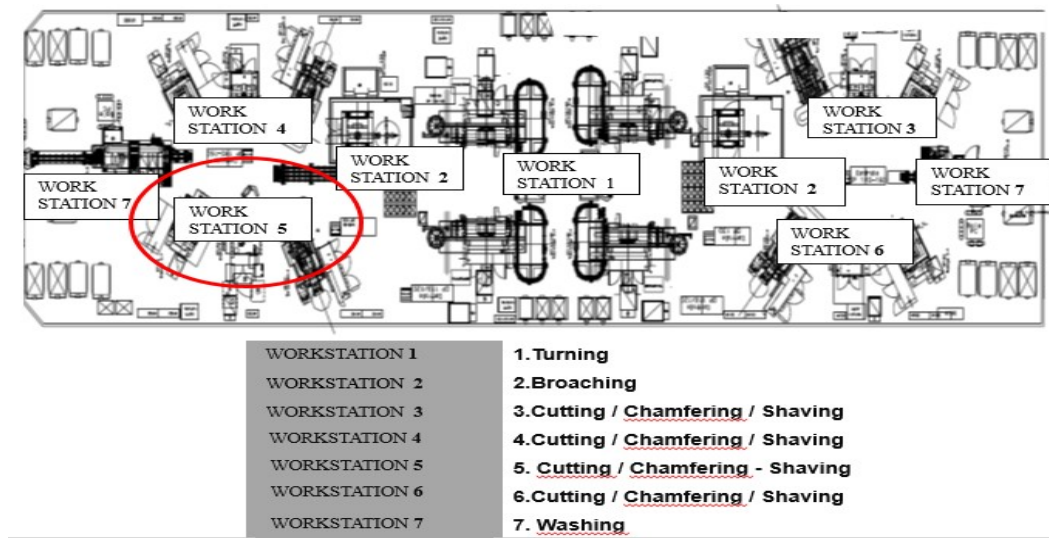 WORK
STATION 4
WORK
STATION 3
WORK
STATION 2
WORK
STATION 1
WORK
STATION 2
WORK
STATION 7
WORK
STATION 7
WORK
STATION 5
WORK
STATION 6
WORKSTATION 1
1.Turning
WORKSTATION 2
2.Broaching
WORKSTATION 3
3.Cutting / Chamfering / Shaving
WORKSTATION 4
4.Cutting / Chamfering / Shaving
WORKSTATION 5
5. Cutting / Chamfering - Shaving
WORKSTATION 6
6.Cutting / Chamfering / Shaving
WORKSTATION 7
7. Washing